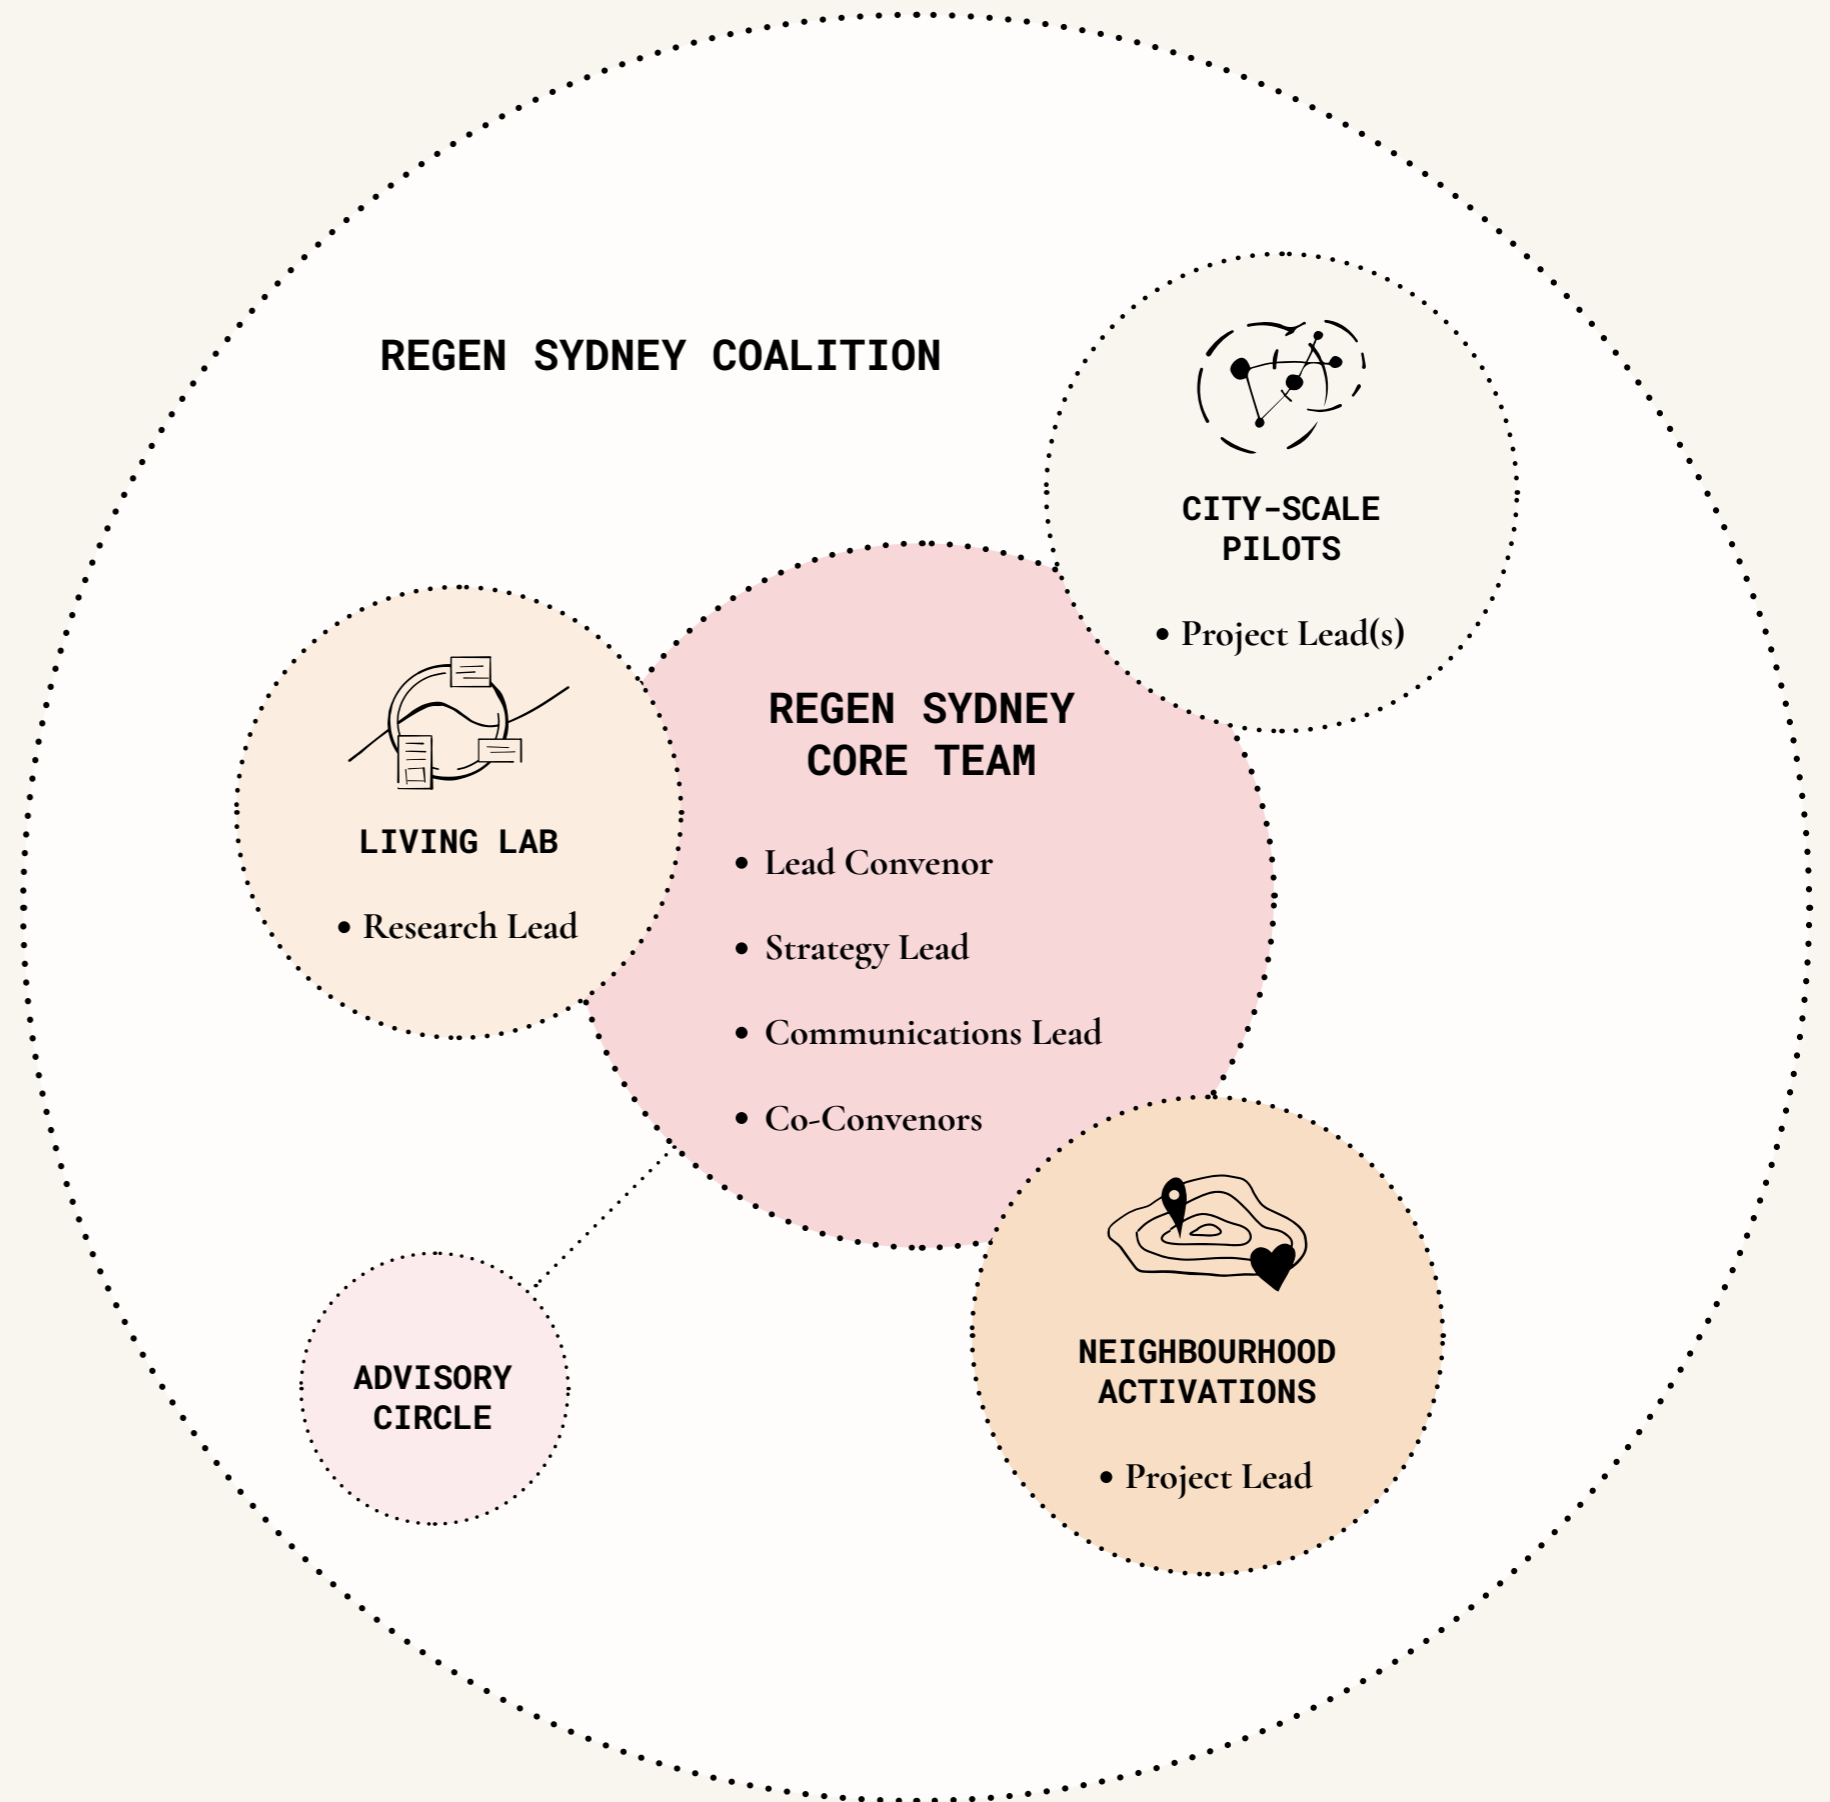 REGEN SYDNEY COALITION
CITY-SCALE
PILOTS
• Project Lead(s)
REGEN SYDNEY
CORE TEAM
• Lead Convenor
• Strategy Lead
• Communications Lead
• Co-Convenors
LIVING LAB
• Research Lead
ADVISORY
CIRCLE
NEIGHBOURHOOD
ACTIVATIONS
• Project Lead